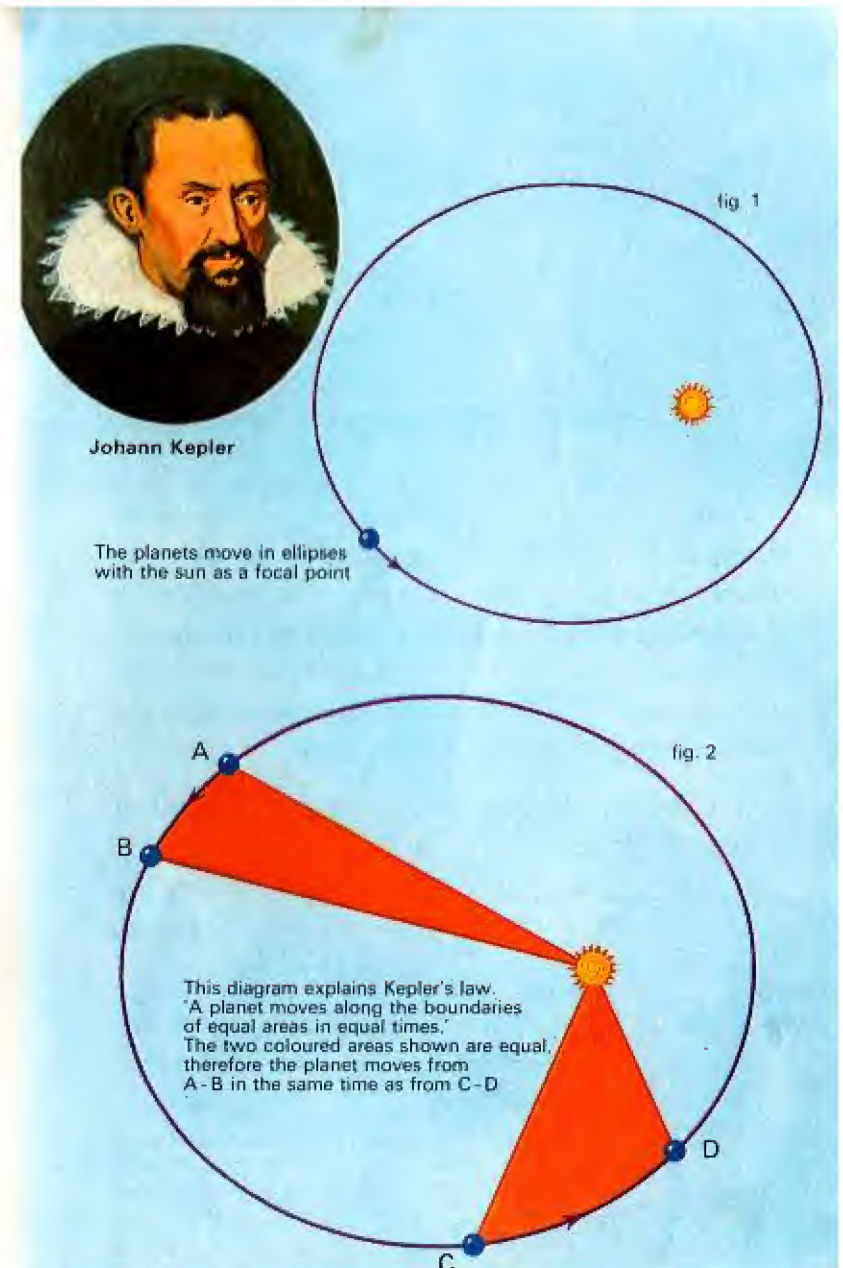 fig. 1
Johann Kepler
The planets move in ellipses
with the sun as a focal point
A
fig. 2
B
This diagram explains Kepler's law.
'A planet moves along the boundaries
of equal areas in equal times.'
The two coloured areas shown are equal,
therefore the planet moves from
A-B in the same time as from C-D
D
C